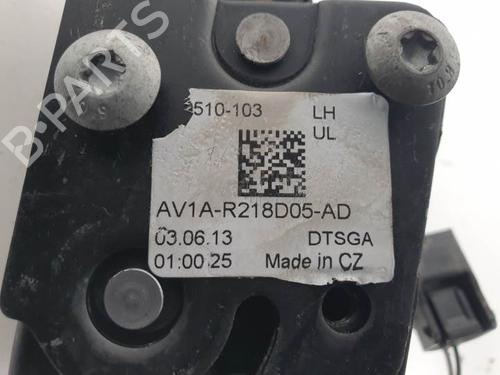 510-103 LH
UL
AV1A-R218D05-AD
03.06.13 DTSGA
01:00 25 Made in CZ
B-PARTS